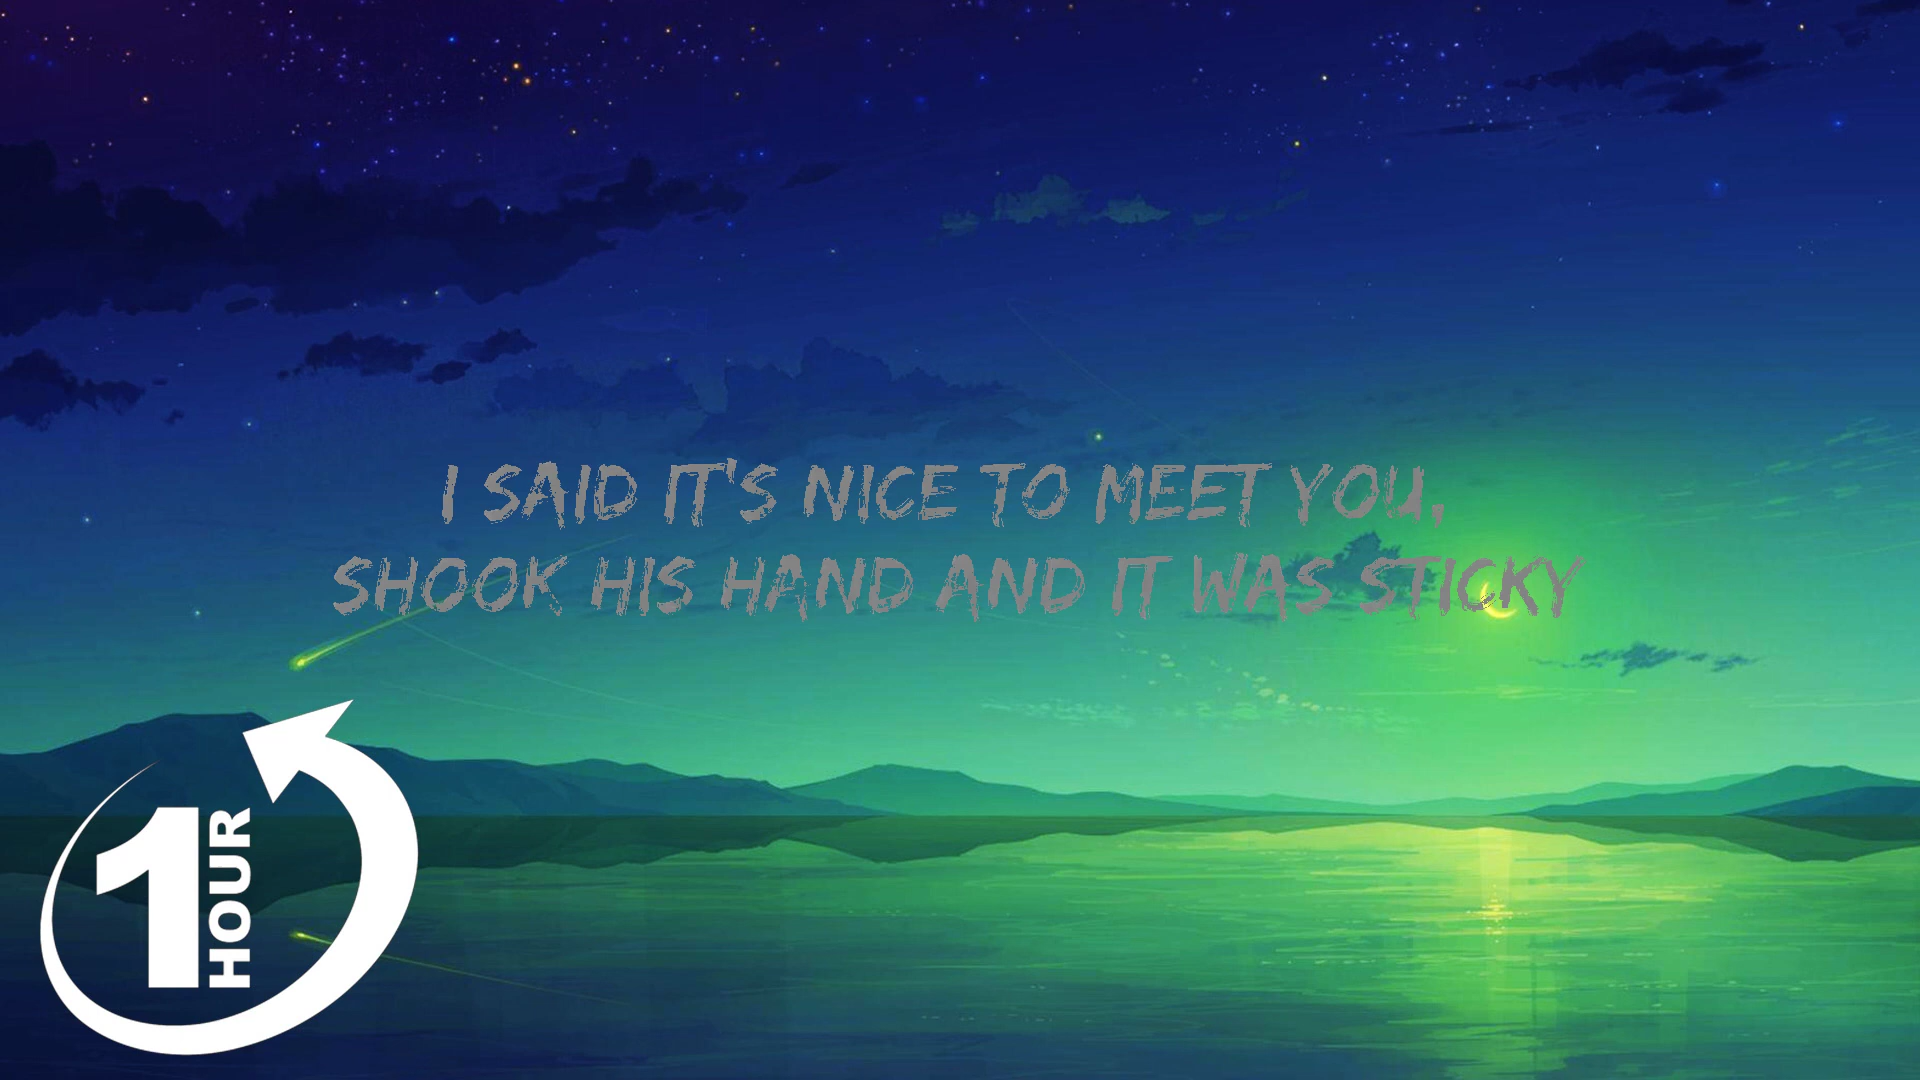 I SAID IT'S NICE TO MEET YOU,
SHOOK HIS HAND AND IT WAS STICKY
1 HOUR